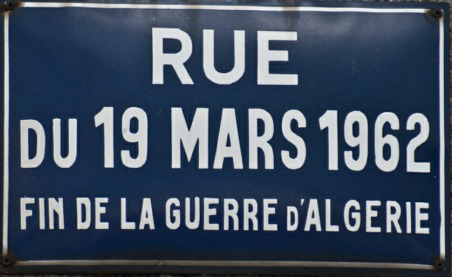 RUE
DU 19 MARS 1962
FIN DE LA GUERRE D'ALGERIE